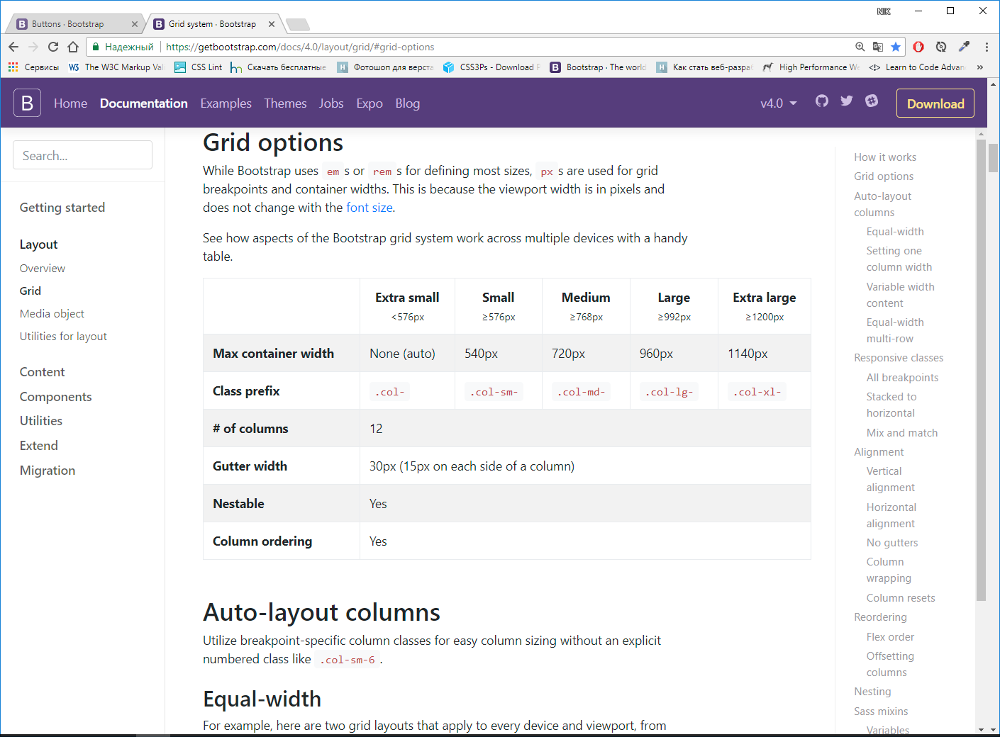 NIK
Buttons · Bootstrap
Grid system · Bootstrap
Надежный
https://getbootstrap.com/docs/4.0/layout/grid/#grid-options
Сервисы
W3
The W3C Markup Vali
CSS Lint
Скачать бесплатные
H
Фотошоп для верста
CSS3Ps - Download P
B
Bootstrap · The world
H
Как стать веб-разраб
High Performance We
Learn to Code Advan
»
B
Home
Documentation
Examples
Themes
Jobs
Expo
Blog
v4.0
Download
Search...
Getting started
Layout
Overview
Grid
Media object
Utilities for layout
Content
Components
Utilities
Extend
Migration
Grid options
While Bootstrap uses em s or rem s for defining most sizes, px s are used for grid
breakpoints and container widths. This is because the viewport width is in pixels and
does not change with the font size.
See how aspects of the Bootstrap grid system work across multiple devices with a handy
table.
Extra small Small Medium Large Extra large
<576px ≥576px ≥768px ≥992px ≥1200px
Max container width None (auto) 540px 720px 960px 1140px
Class prefix .col- .col-sm- .col-md- .col-lg- .col-xl-
# of columns 12
Gutter width 30px (15px on each side of a column)
Nestable Yes
Column ordering Yes
Auto-layout columns
Utilize breakpoint-specific column classes for easy column sizing without an explicit
numbered class like .col-sm-6 .
Equal-width
For example, here are two grid layouts that apply to every device and viewport, from
How it works
Grid options
Auto-layout
columns
Equal-width
Setting one
column width
Variable width
content
Equal-width
multi-row
Responsive classes
All breakpoints
Stacked to
horizontal
Mix and match
Alignment
Vertical
alignment
Horizontal
alignment
No gutters
Column
wrapping
Column resets
Reordering
Flex order
Offsetting
columns
Nesting
Sass mixins
Variables